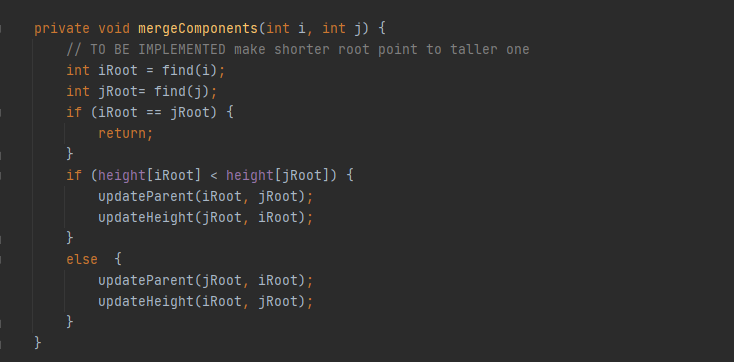 private void mergeComponents(int i, int j) {
    // TO BE IMPLEMENTED make shorter root point to taller one
    int iRoot = find(i);
    int jRoot= find(j);
    if (iRoot == jRoot) {
        return;
    }
    if (height[iRoot] < height[jRoot]) {
        updateParent(iRoot, jRoot);
        updateHeight(jRoot, iRoot);
    }
    else  {
        updateParent(jRoot, iRoot);
        updateHeight(iRoot, jRoot);
    }
}